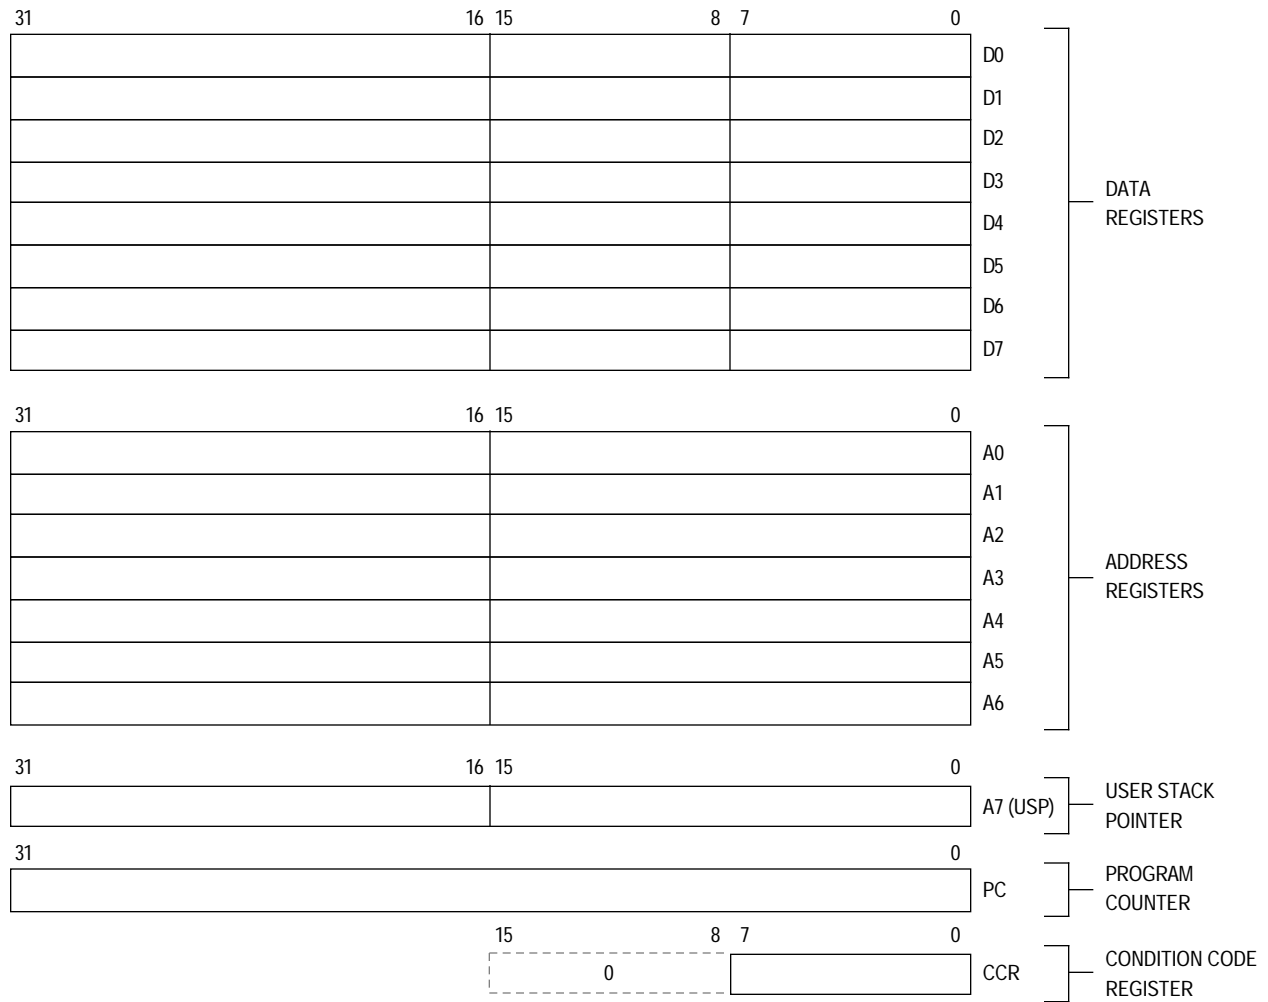 31 16 15 8 7 0
D0
D1
D2
D3
D4
D5
D6
D7
DATA
REGISTERS
31 16 15 0
A0
A1
A2
A3
A4
A5
A6
ADDRESS
REGISTERS
31 16 15 0
A7 (USP)
USER STACK
POINTER
31 0
PC
PROGRAM
COUNTER
15 8 7 0
0
CCR
CONDITION CODE
REGISTER